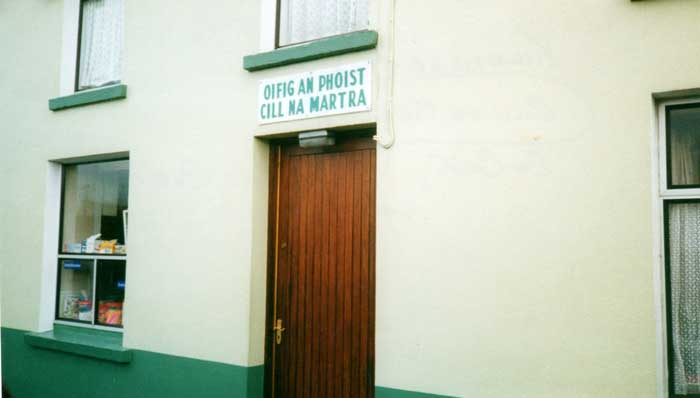 OIFIG AN PHOIST
CILL NA MARTRA